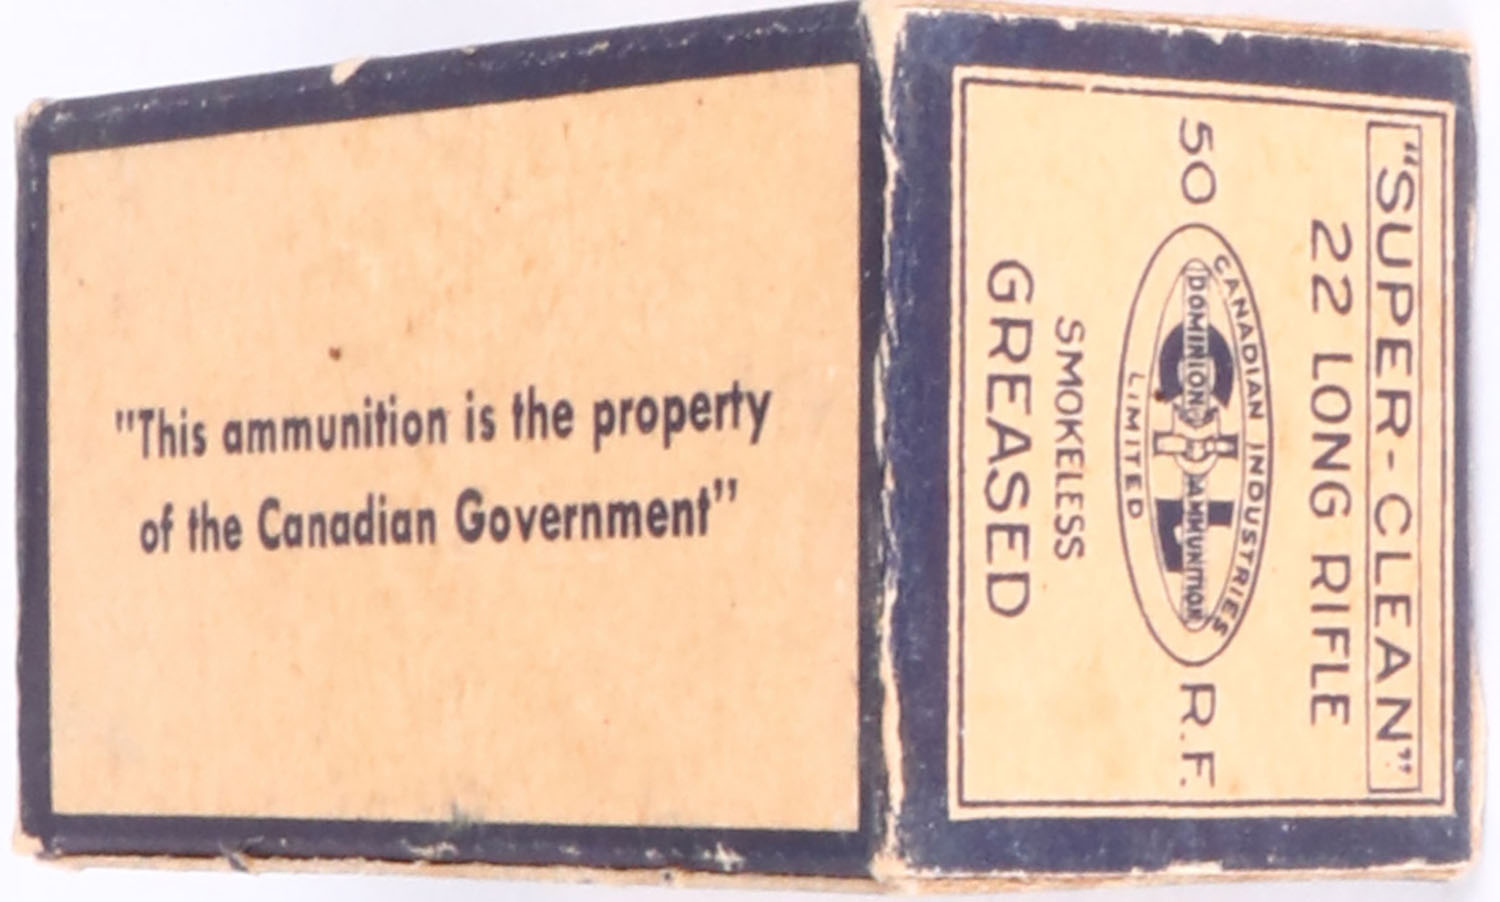 "This ammunition is the property
of the Canadian Government"
"SUPER-CLEAN"
22 LONG RIFLE
50 R.F.
CANADIAN INDUSTRIES
DOMINION AMMUNITION
LIMITED
SMOKELESS
GREASED